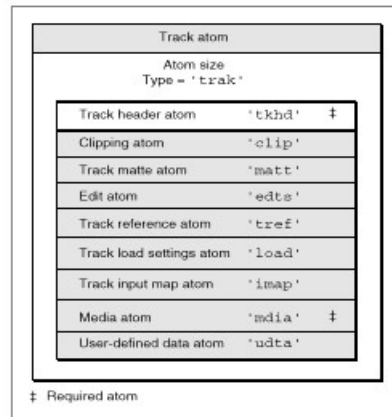 Track atom
Atom size
Type = 'trak'
Track header atom 'tkhd' ‡
Clipping atom 'clip'
Track matte atom 'matt'
Edit atom 'edts'
Track reference atom 'tref'
Track load settings atom 'load'
Track input map atom 'imap'
Media atom 'mdia' ‡
User-defined data atom 'udta'
‡ Required atom